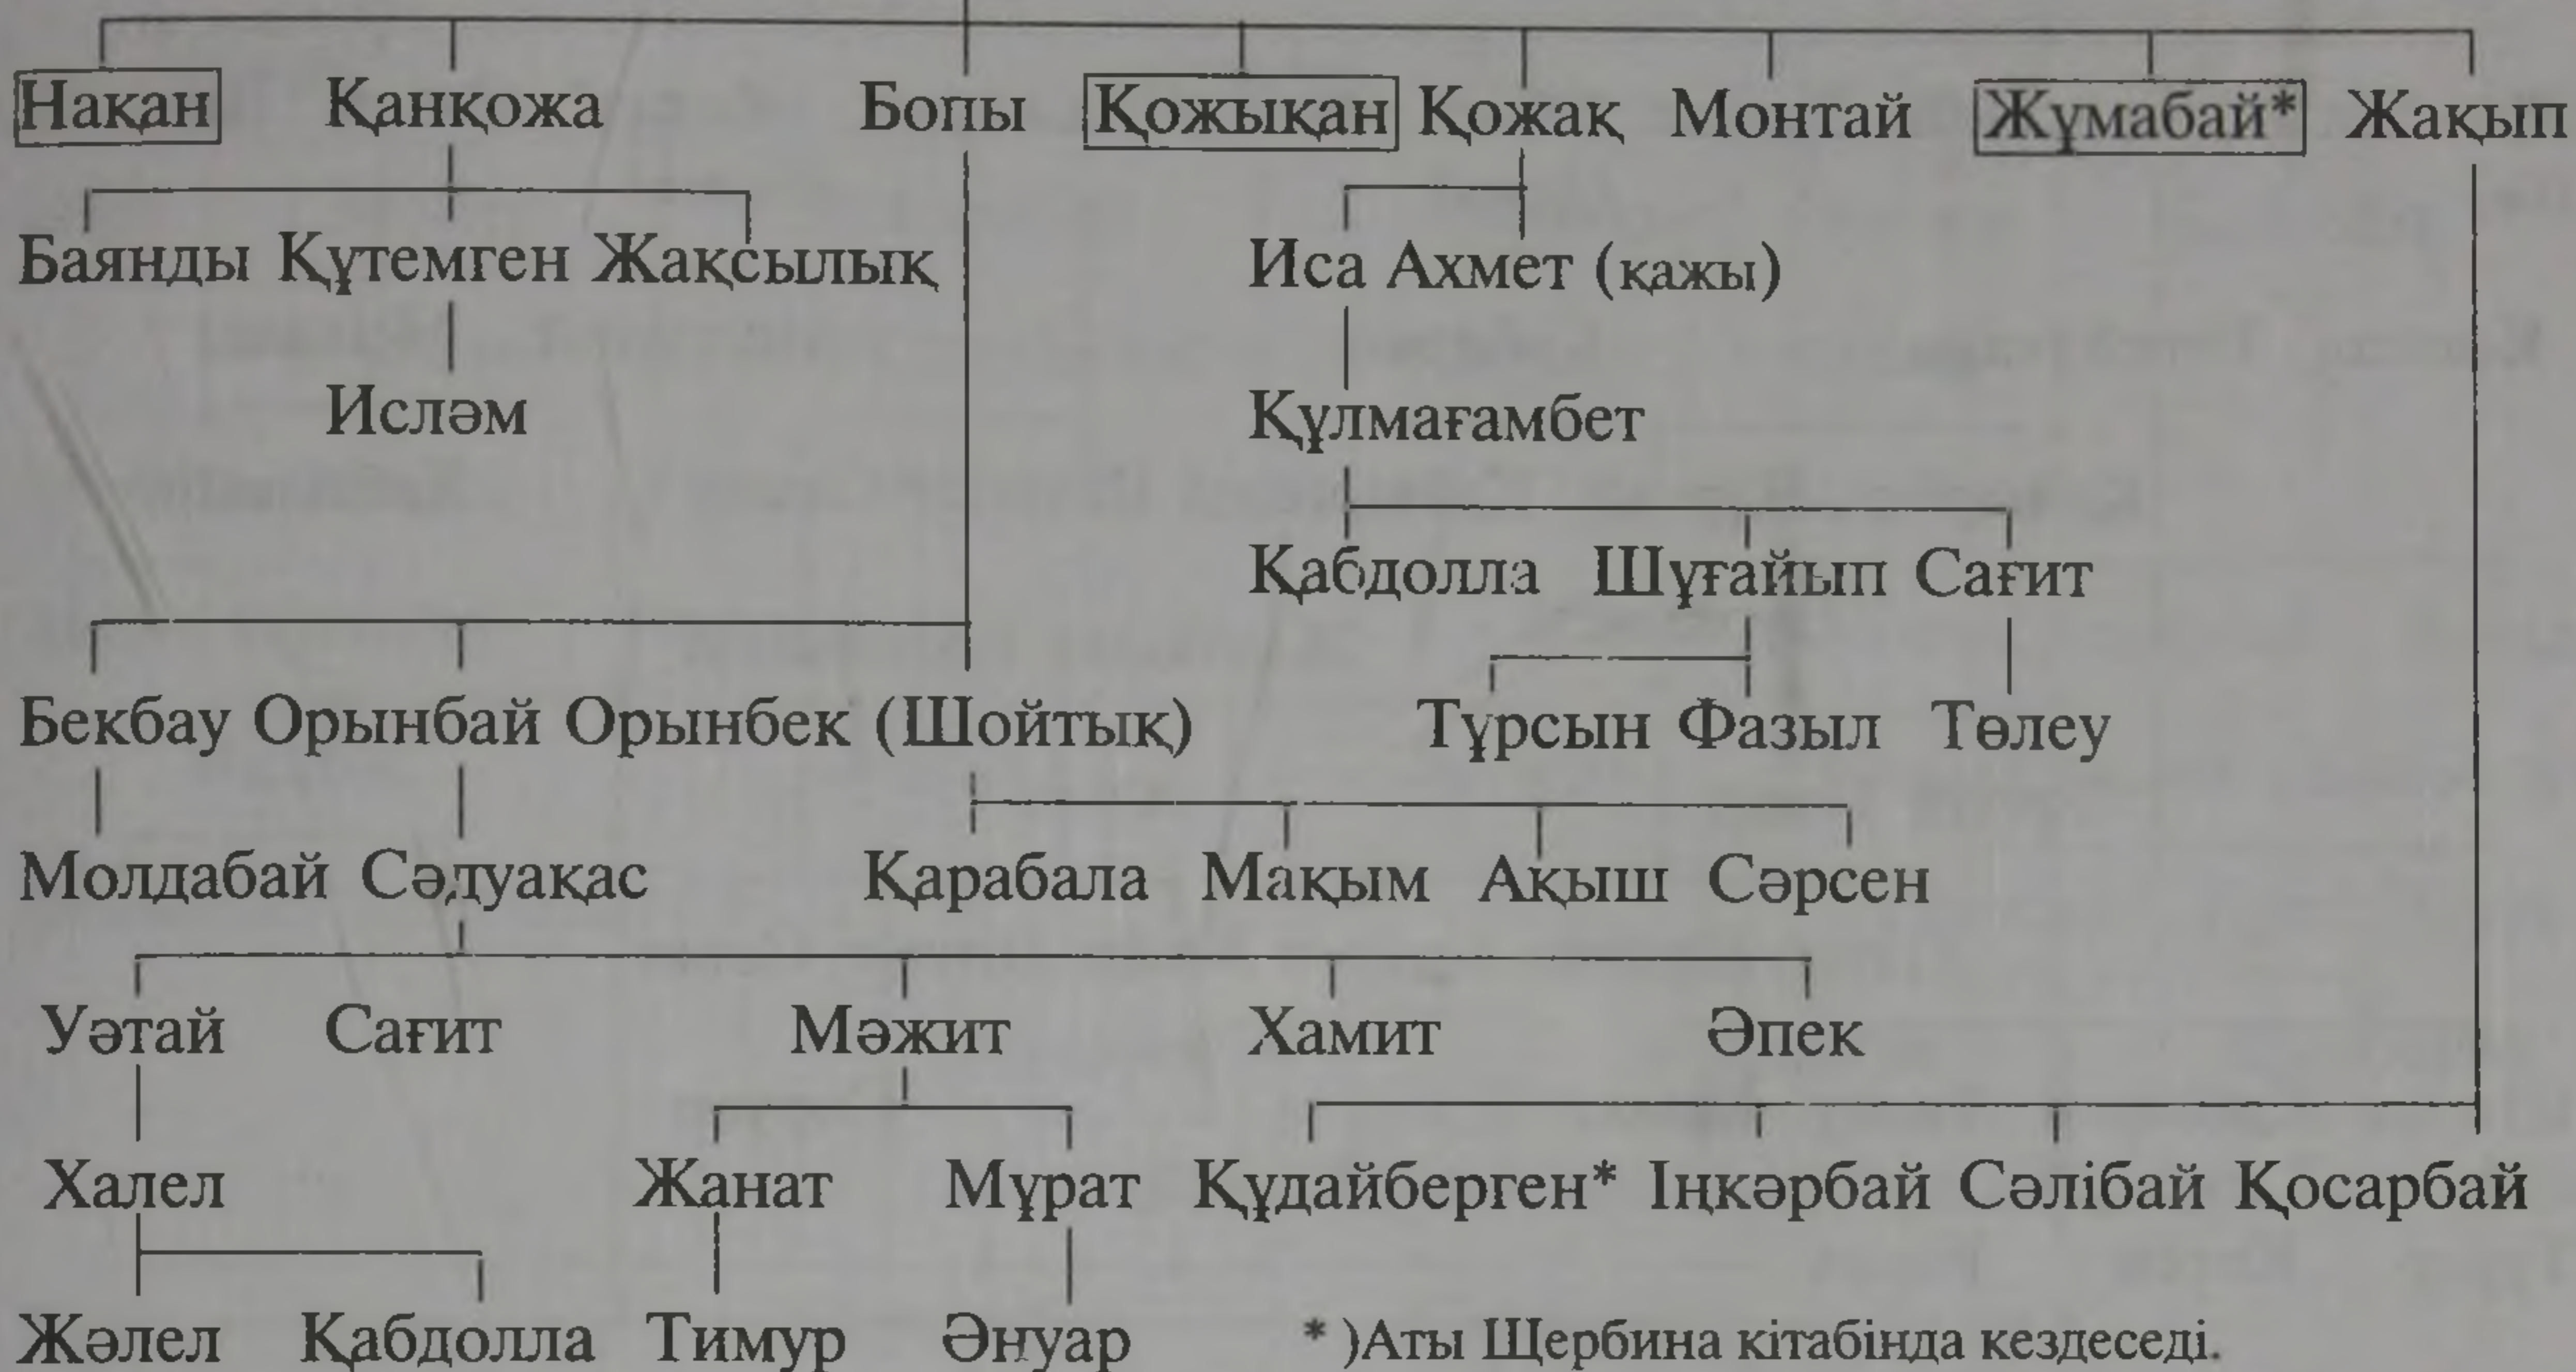 Нақан Қанқожа Бопы Қожықан Қожақ Монтай Жұмабай* Жақып
Баянды Құтемген Жақсылық Иса Ахмет (қажы)
Исләм Құлмағамбет
Қабдолла Шұғайып Сағит
Бекбау Орынбай Орынбек (Шойтық) Тұрсын Фазыл Төлеу
Молдабай Сәдуақас Қарабала Мақым Ақыш Сәрсен
Уәтай Сағит Мәжит Хамит Әпек
Халел Жанат Мұрат Құдайберген* Іңкәрбай Сәлібай Қосарбай
Жәлел Қабдолла Тимур Әнуар * )Аты Щербина кітабінда кездеседі.